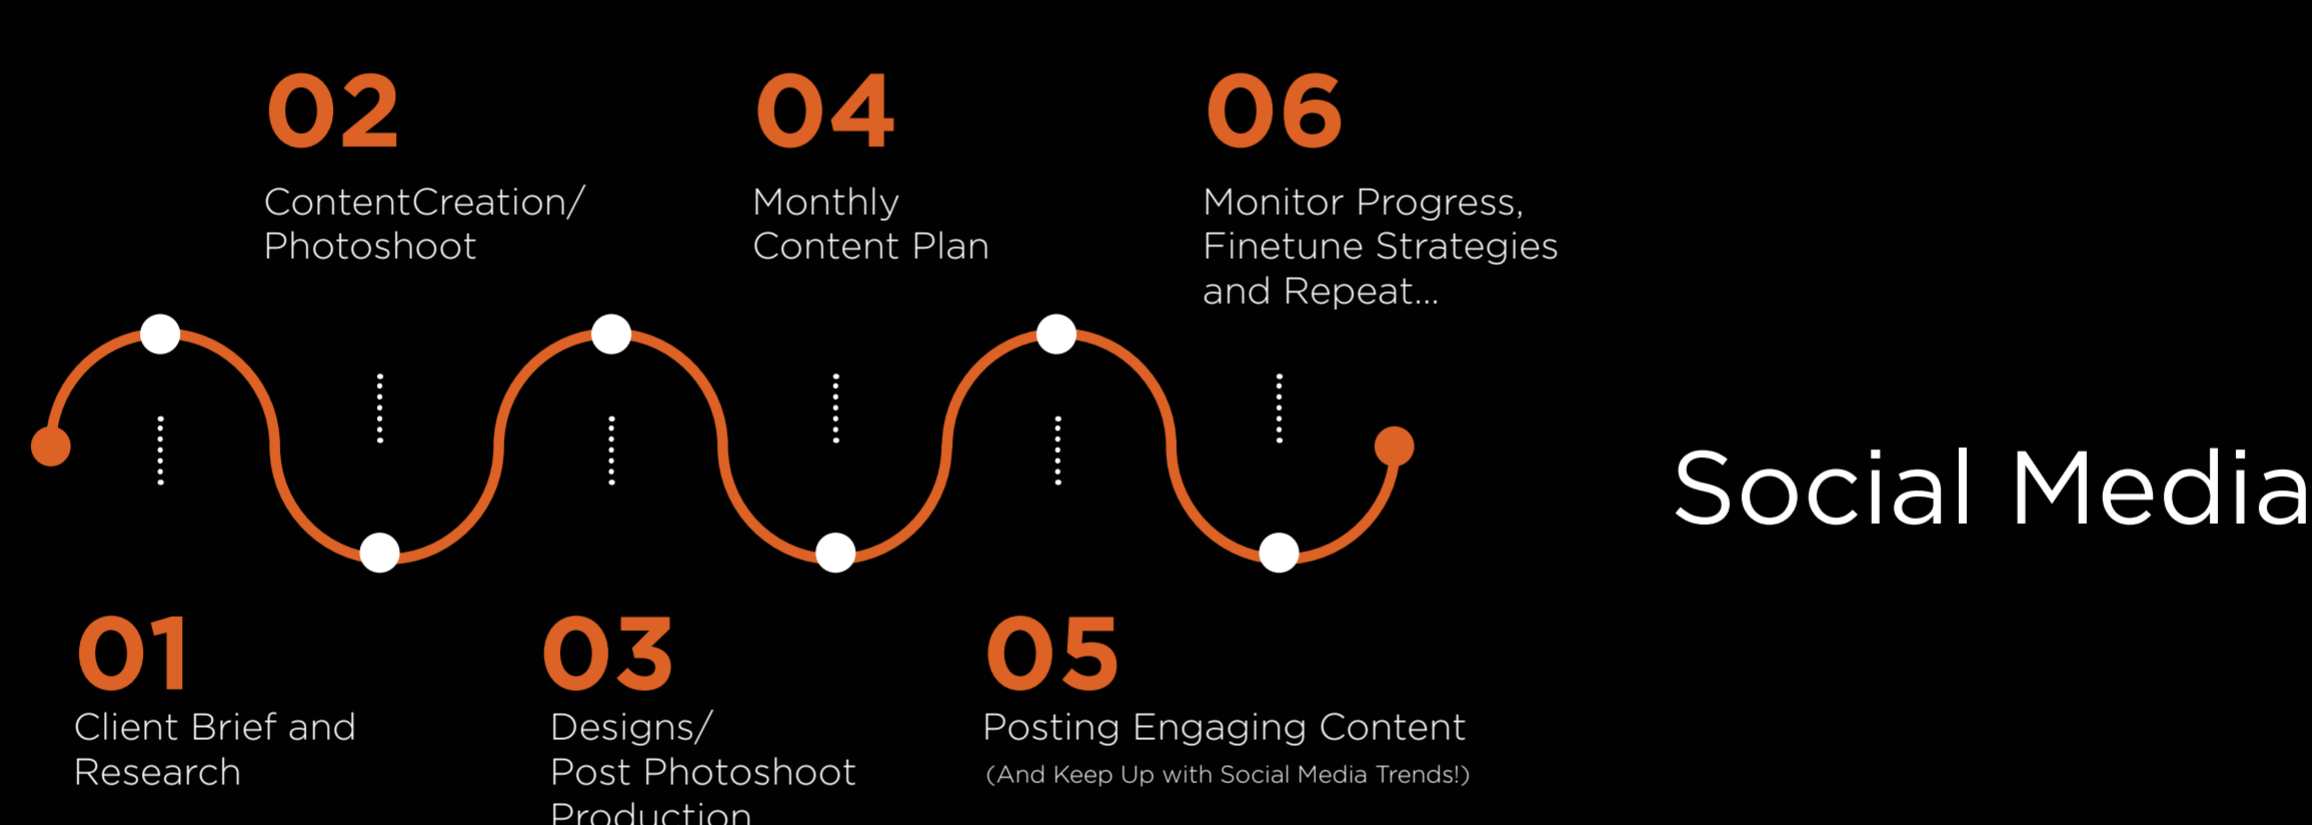 02
ContentCreation/
Photoshoot
04
Monthly
Content Plan
06
Monitor Progress,
Finetune Strategies
and Repeat...
Social Media
01
Client Brief and
Research
03
Designs/
Post Photoshoot
Production
05
Posting Engaging Content
(And Keep Up with Social Media Trends!)